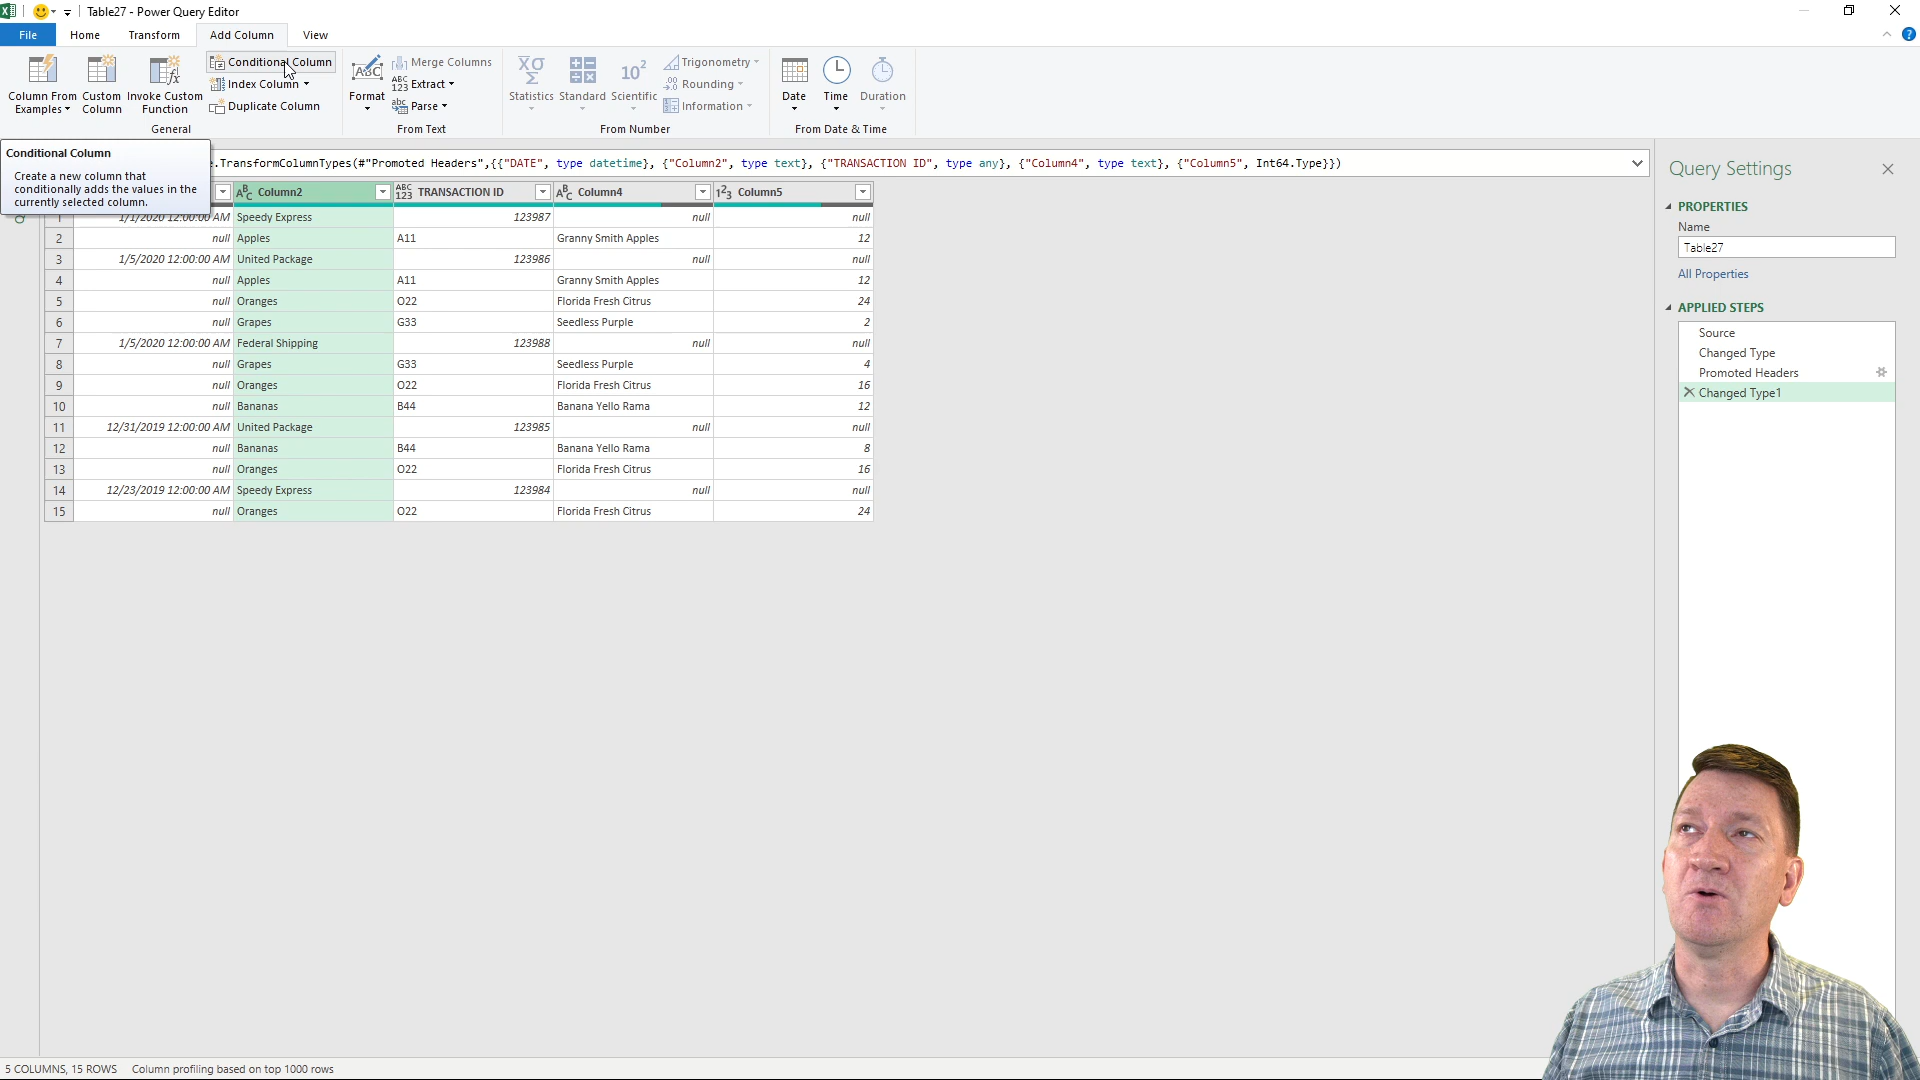 Table27 - Power Query Editor
File Home Transform Add Column View
Column From Examples
Custom Column
Invoke Custom Function
Conditional Column
Index Column
Duplicate Column
General
Format
Merge Columns
Extract
Parse
From Text
Statistics
Standard
Scientific
Trigonometry
Rounding
Information
From Number
Date
Time
Duration
From Date & Time
Conditional Column
Create a new column that
conditionally adds the values in the
currently selected column.
.TransformColumnTypes(#"Promoted Headers",{{"DATE", type datetime}, {"Column2", type text}, {"TRANSACTION ID", type any}, {"Column4", type text}, {"Column5", Int64.Type}})
Column2 TRANSACTION ID Column4 Column5
1 1/1/2020 12:00:00 AM Speedy Express 123987 null null
2 null Apples A11 Granny Smith Apples 12
3 1/5/2020 12:00:00 AM United Package 123986 null null
4 null Apples A11 Granny Smith Apples 12
5 null Oranges O22 Florida Fresh Citrus 24
6 null Grapes G33 Seedless Purple 2
7 1/5/2020 12:00:00 AM Federal Shipping 123988 null null
8 null Grapes G33 Seedless Purple 4
9 null Oranges O22 Florida Fresh Citrus 16
10 null Bananas B44 Banana Yello Rama 12
11 12/31/2019 12:00:00 AM United Package 123985 null null
12 null Bananas B44 Banana Yello Rama 8
13 null Oranges O22 Florida Fresh Citrus 16
14 12/23/2019 12:00:00 AM Speedy Express 123984 null null
15 null Oranges O22 Florida Fresh Citrus 24
Query Settings
PROPERTIES
Name
Table27
All Properties
APPLIED STEPS
Source
Changed Type
Promoted Headers
Changed Type1
5 COLUMNS, 15 ROWS Column profiling based on top 1000 rows